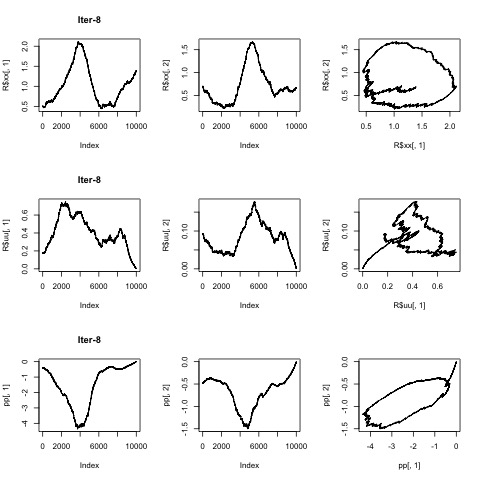 Iter-8
R$xx[, 1]
0.5 1.0 1.5 2.0
0 2000 6000 10000
Index
R$xx[, 2]
0.5 1.0 1.5
0 2000 6000 10000
Index
R$xx[, 2]
0.5 1.0 1.5
0.5 1.0 1.5 2.0
R$xx[, 1]
Iter-8
R$uu[, 1]
0.0 0.2 0.4 0.6
0 2000 6000 10000
Index
R$uu[, 2]
0.00 0.10
0 2000 6000 10000
Index
R$uu[, 2]
0.00 0.10
0.0 0.2 0.4 0.6
R$uu[, 1]
Iter-8
pp[, 1]
-4 -3 -2 -1 0
0 2000 6000 10000
Index
pp[, 2]
-1.5 -1.0 -0.5 0.0
0 2000 6000 10000
Index
pp[, 2]
-1.5 -1.0 -0.5 0.0
-4 -3 -2 -1 0
pp[, 1]